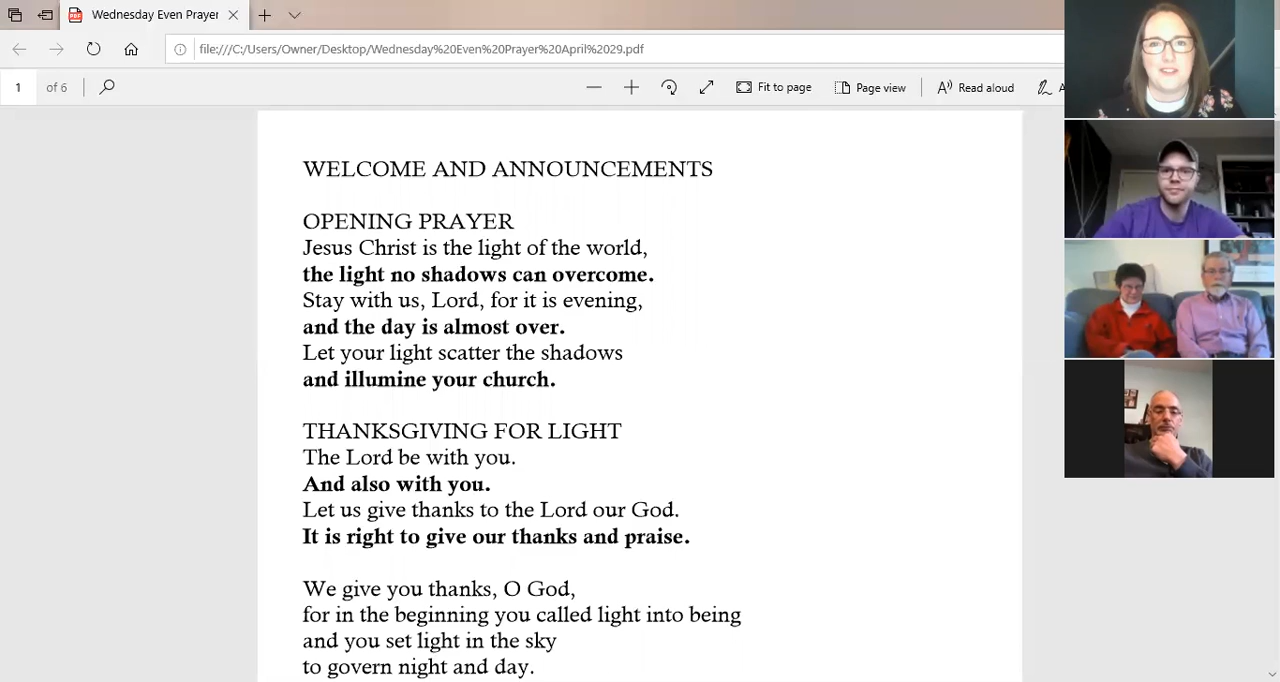 Wednesday Even Prayer
file:///C:/Users/Owner/Desktop/Wednesday%20Even%20Prayer%20April%2029.pdf
1 of 6 Fit to page Page view Read aloud
WELCOME AND ANNOUNCEMENTS
OPENING PRAYER
Jesus Christ is the light of the world,
the light no shadows can overcome.
Stay with us, Lord, for it is evening,
and the day is almost over.
Let your light scatter the shadows
and illumine your church.
THANKSGIVING FOR LIGHT
The Lord be with you.
And also with you.
Let us give thanks to the Lord our God.
It is right to give our thanks and praise.
We give you thanks, O God,
for in the beginning you called light into being
and you set light in the sky
to govern night and day.